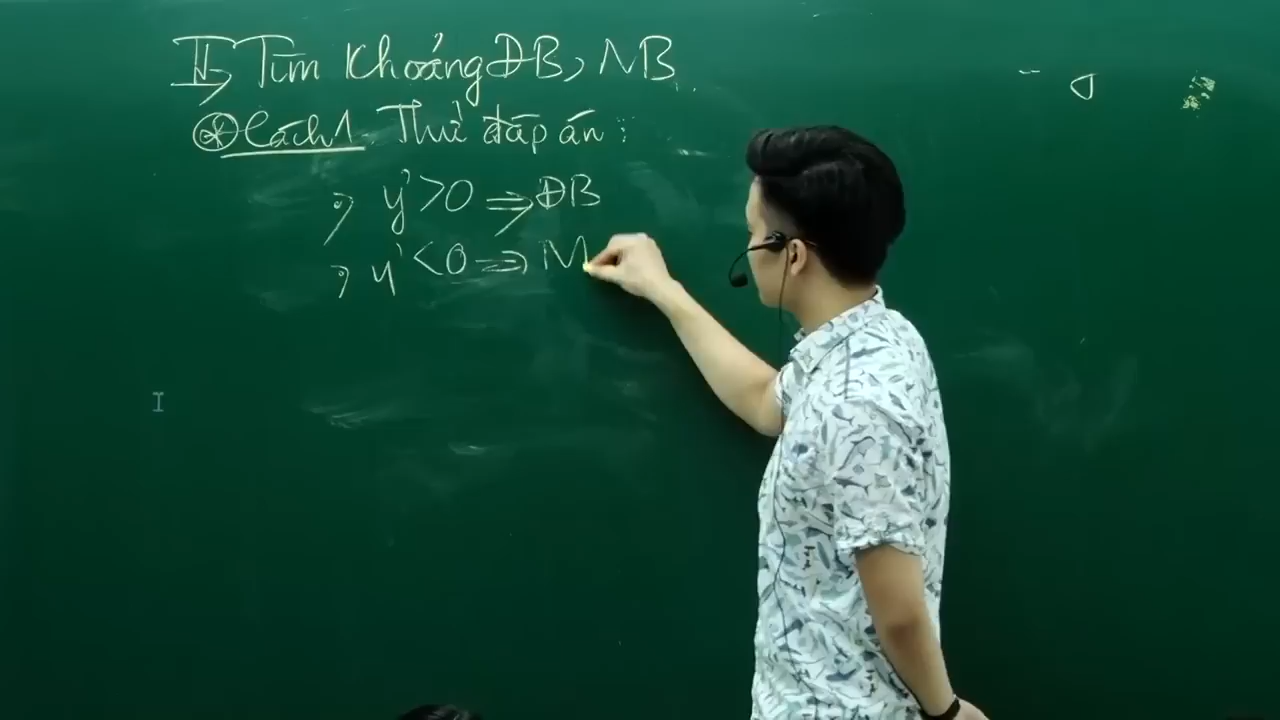 II, Tìm khoảng ĐB, NB
* Cách 1. Thử đáp án:
, y' > 0 => ĐB
, y' < 0 => N